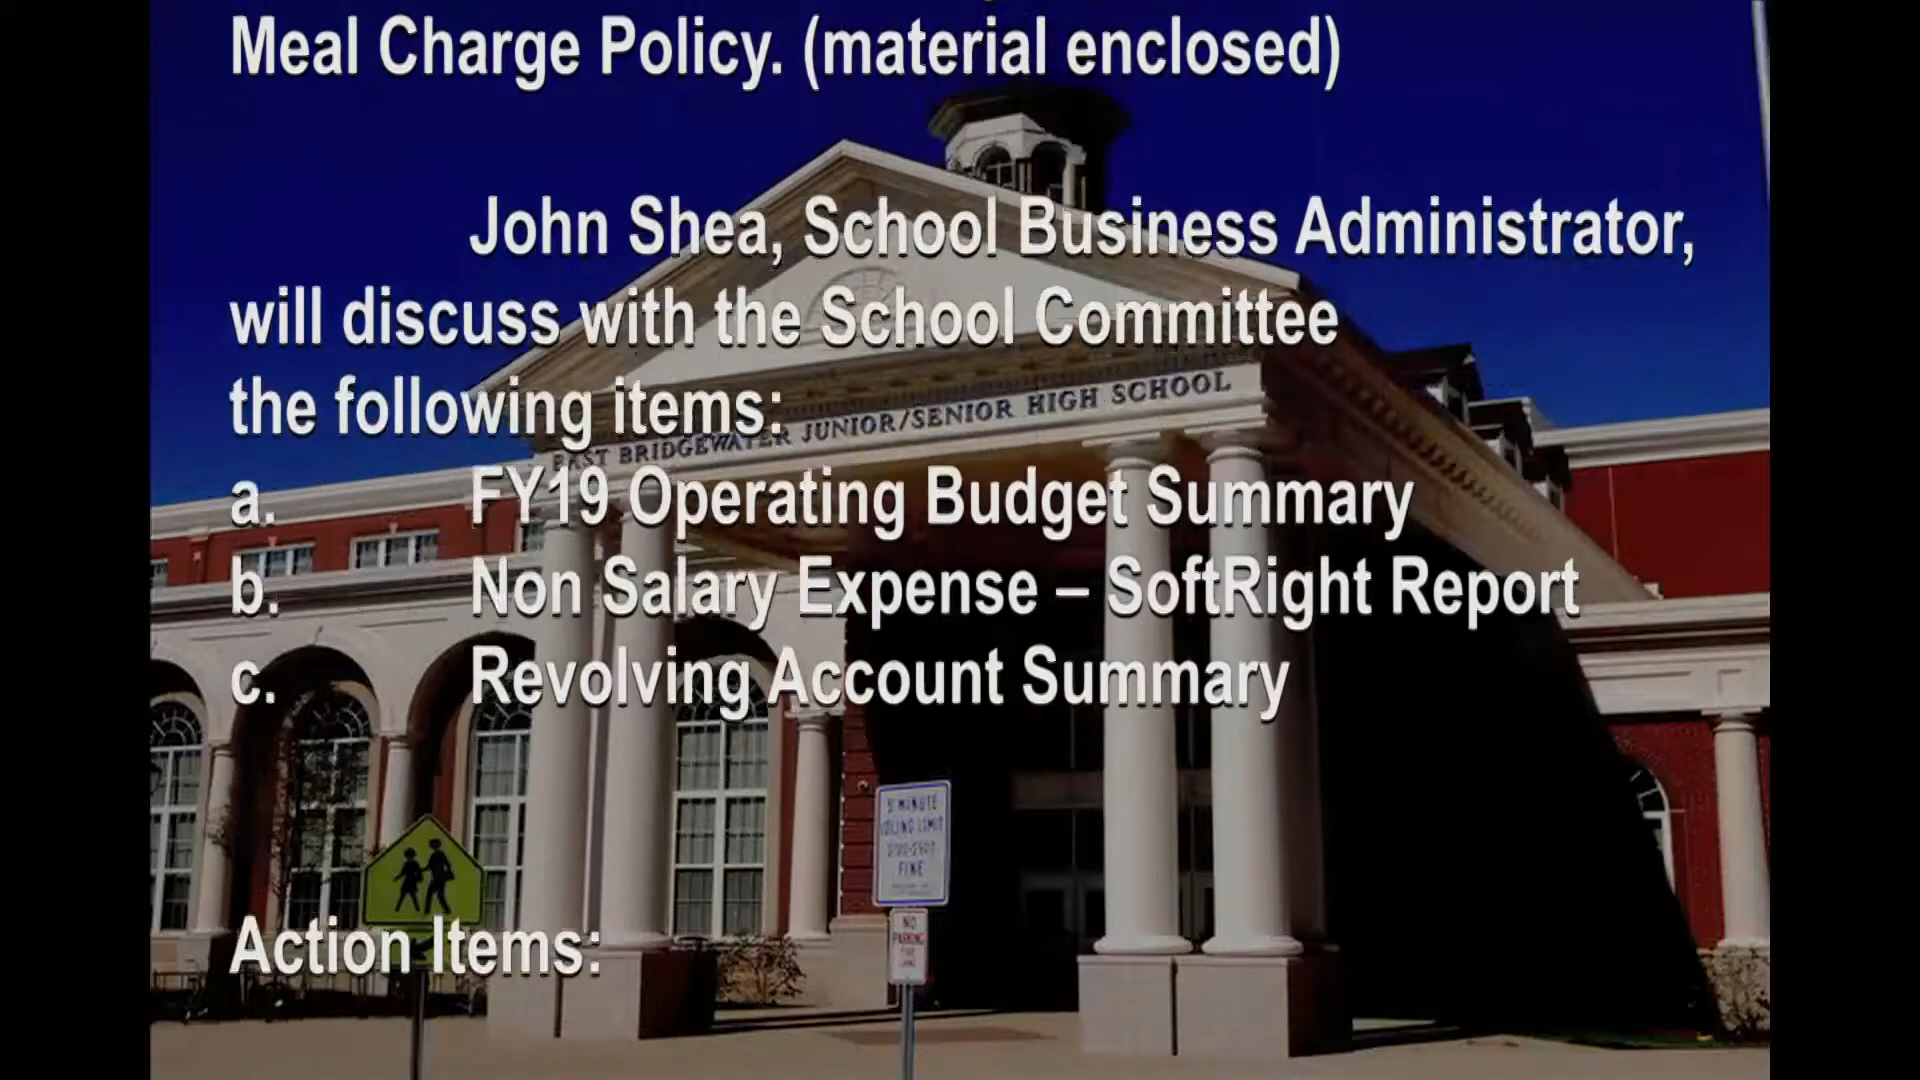 Meal Charge Policy. (material enclosed)
John Shea, School Business Administrator,
will discuss with the School Committee
the following items:
EAST BRIDGEWATER JUNIOR/SENIOR HIGH SCHOOL
a. FY19 Operating Budget Summary
b. Non Salary Expense – SoftRight Report
c. Revolving Account Summary
5 MINUTE
IDLING LIMIT
FINE
NO
PARKING
Action Items:
LANE